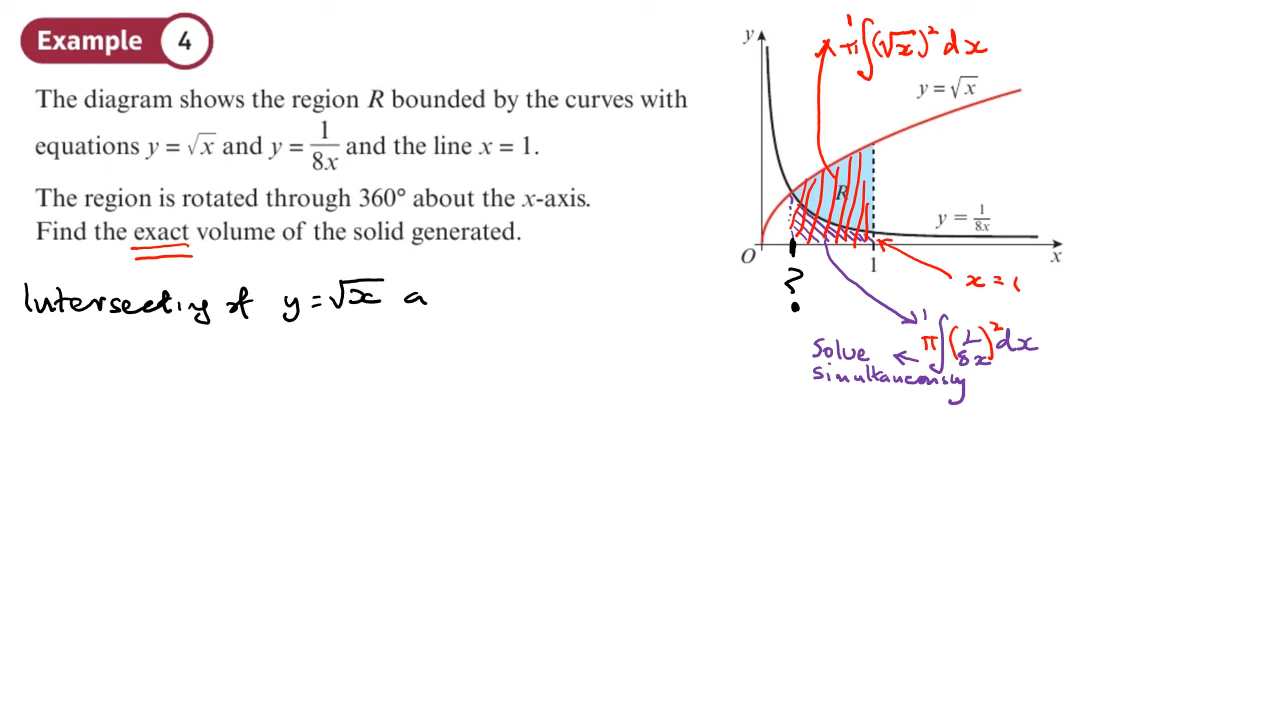 Example 4
The diagram shows the region R bounded by the curves with
equations y = √x and y = 1/8x and the line x = 1.
The region is rotated through 360° about the x-axis.
Find the exact volume of the solid generated.
Intersecting of y = √x a
y
π∫¹(√x)² dx
y = √x
R
y = 1/8x
O
1
x
?
x = 1
π∫¹(1/8x)² dx
Solve
simultaneously